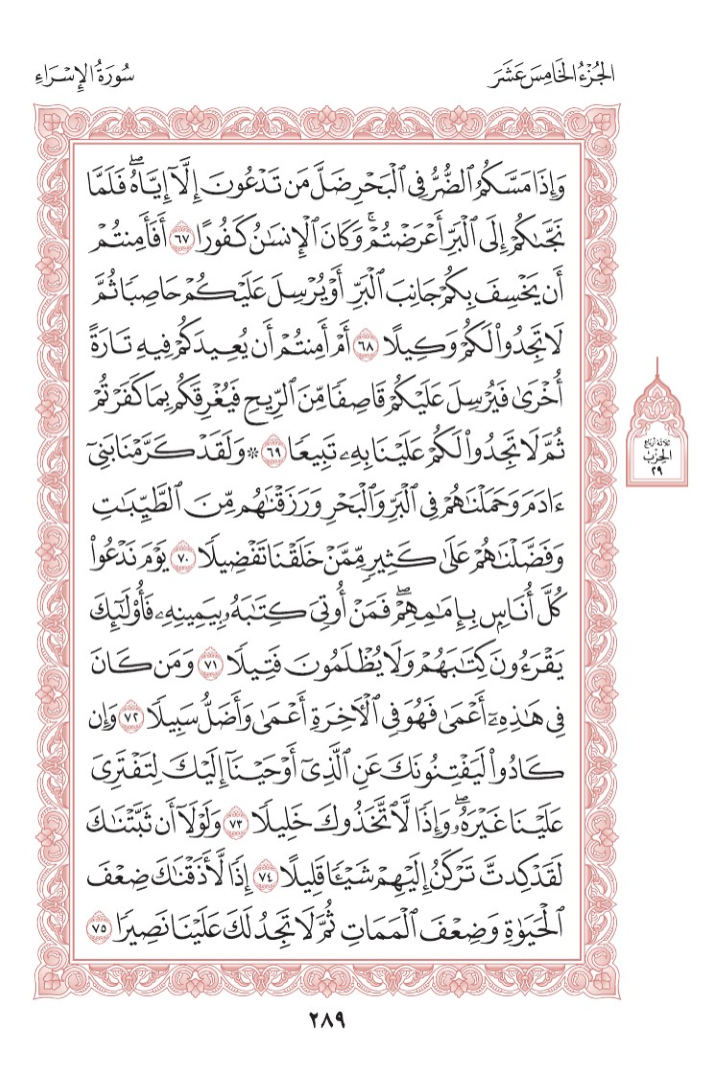 الجُزْءُ الخَامِسَ عَشَرَ
سُورَةُ الإِسْرَاءِ
وَإِذَا مَسَّكُمُ ٱلضُّرُّ فِي ٱلۡبَحۡرِ ضَلَّ مَن تَدۡعُونَ إِلَّآ إِيَّاهُۖ فَلَمَّا
نَجَّىٰكُمۡ إِلَى ٱلۡبَرِّ أَعۡرَضۡتُمۡۚ وَكَانَ ٱلۡإِنسَٰنُ كَفُورًا ٦٧ أَفَأَمِنتُمۡ
أَن يَخۡسِفَ بِكُمۡ جَانِبَ ٱلۡبَرِّ أَوۡ يُرۡسِلَ عَلَيۡكُمۡ حَاصِبٗا ثُمَّ
لَا تَجِدُواْ لَكُمۡ وَكِيلًا ٦٨ أَمۡ أَمِنتُمۡ أَن يُعِيدَكُمۡ فِيهِ تَارَةً
أُخۡرَىٰ فَيُرۡسِلَ عَلَيۡكُمۡ قَاصِفٗا مِّنَ ٱلرِّيحِ فَيُغۡرِقَكُم بِمَا كَفَرۡتُمۡ
ثُمَّ لَا تَجِدُواْ لَكُمۡ عَلَيۡنَا بِهِۦ تَبِيعٗا ٦٩ ۞ وَلَقَدۡ كَرَّمۡنَا بَنِيٓ
ءَادَمَ وَحَمَلۡنَٰهُمۡ فِي ٱلۡبَرِّ وَٱلۡبَحۡرِ وَرَزَقۡنَٰهُم مِّنَ ٱلطَّيِّبَٰتِ
وَفَضَّلۡنَٰهُمۡ عَلَىٰ كَثِيرٖ مِّمَّنۡ خَلَقۡنَا تَفۡضِيلٗا ٧٠ يَوۡمَ نَدۡعُواْ
كُلَّ أُنَاسِۭ بِإِمَٰمِهِمۡۖ فَمَنۡ أُوتِيَ كِتَٰبَهُۥ بِيَمِينِهِۦ فَأُوْلَٰٓئِكَ
يَقۡرَءُونَ كِتَٰبَهُمۡ وَلَا يُظۡلَمُونَ فَتِيلٗا ٧١ وَمَن كَانَ
فِي هَٰذِهِۦٓ أَعۡمَىٰ فَهُوَ فِي ٱلۡأٓخِرَةِ أَعۡمَىٰ وَأَضَلُّ سَبِيلٗا ٧٢ وَإِن
كَادُواْ لَيَفۡتِنُونَكَ عَنِ ٱلَّذِيٓ أَوۡحَيۡنَآ إِلَيۡكَ لِتَفۡتَرِيَ
عَلَيۡنَا غَيۡرَهُۥۖ وَإِذٗا لَّٱتَّخَذُوكَ خَلِيلٗا ٧٣ وَلَوۡلَآ أَن ثَبَّتۡنَٰكَ
لَقَدۡ كِدتَّ تَرۡكَنُ إِلَيۡهِمۡ شَيۡـٔٗا قَلِيلًا ٧٤ إِذٗا لَّأَذَقۡنَٰكَ ضِعۡفَ
ٱلۡحَيَوٰةِ وَضِعۡفَ ٱلۡمَمَاتِ ثُمَّ لَا تَجِدُ لَكَ عَلَيۡنَا نَصِيرٗا ٧٥
ثلاثة أرباع
الحزب
٢٩
٢٨٩